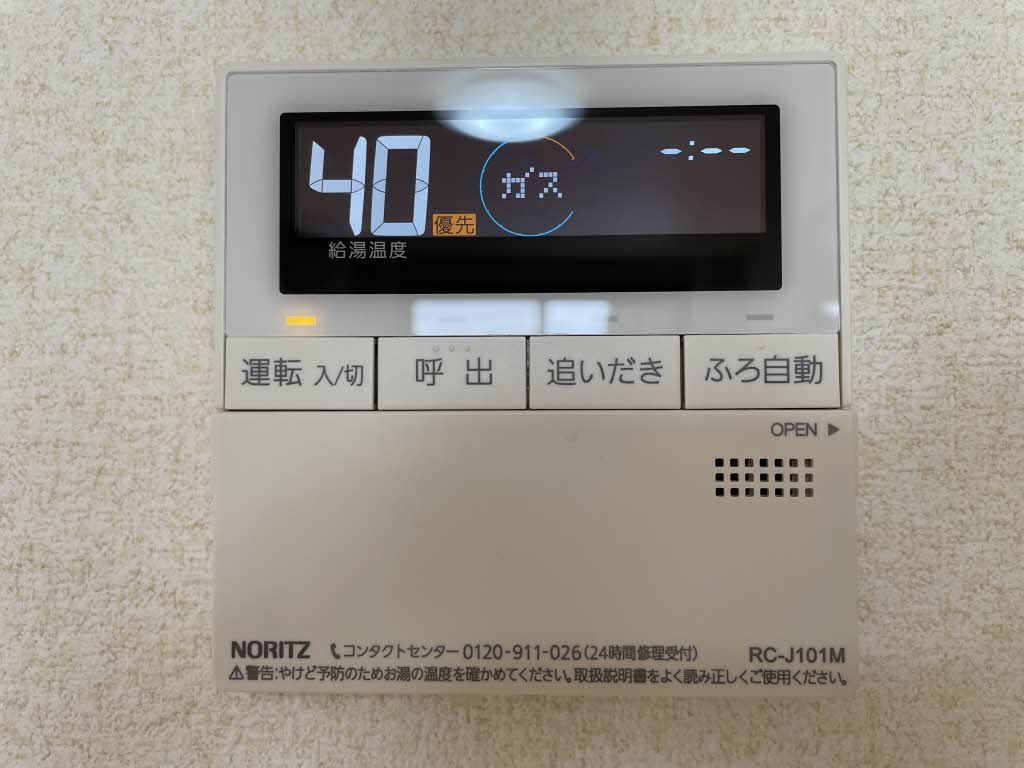 40
優先
ガス
-:--
給湯温度
運転 入/切
呼出
追いだき
ふろ自動
OPEN ▶
NORITZ コンタクトセンター 0120-911-026(24時間修理受付) RC-J101M
⚠警告:やけど予防のためお湯の温度を確かめてください。取扱説明書をよく読み正しくご使用ください。